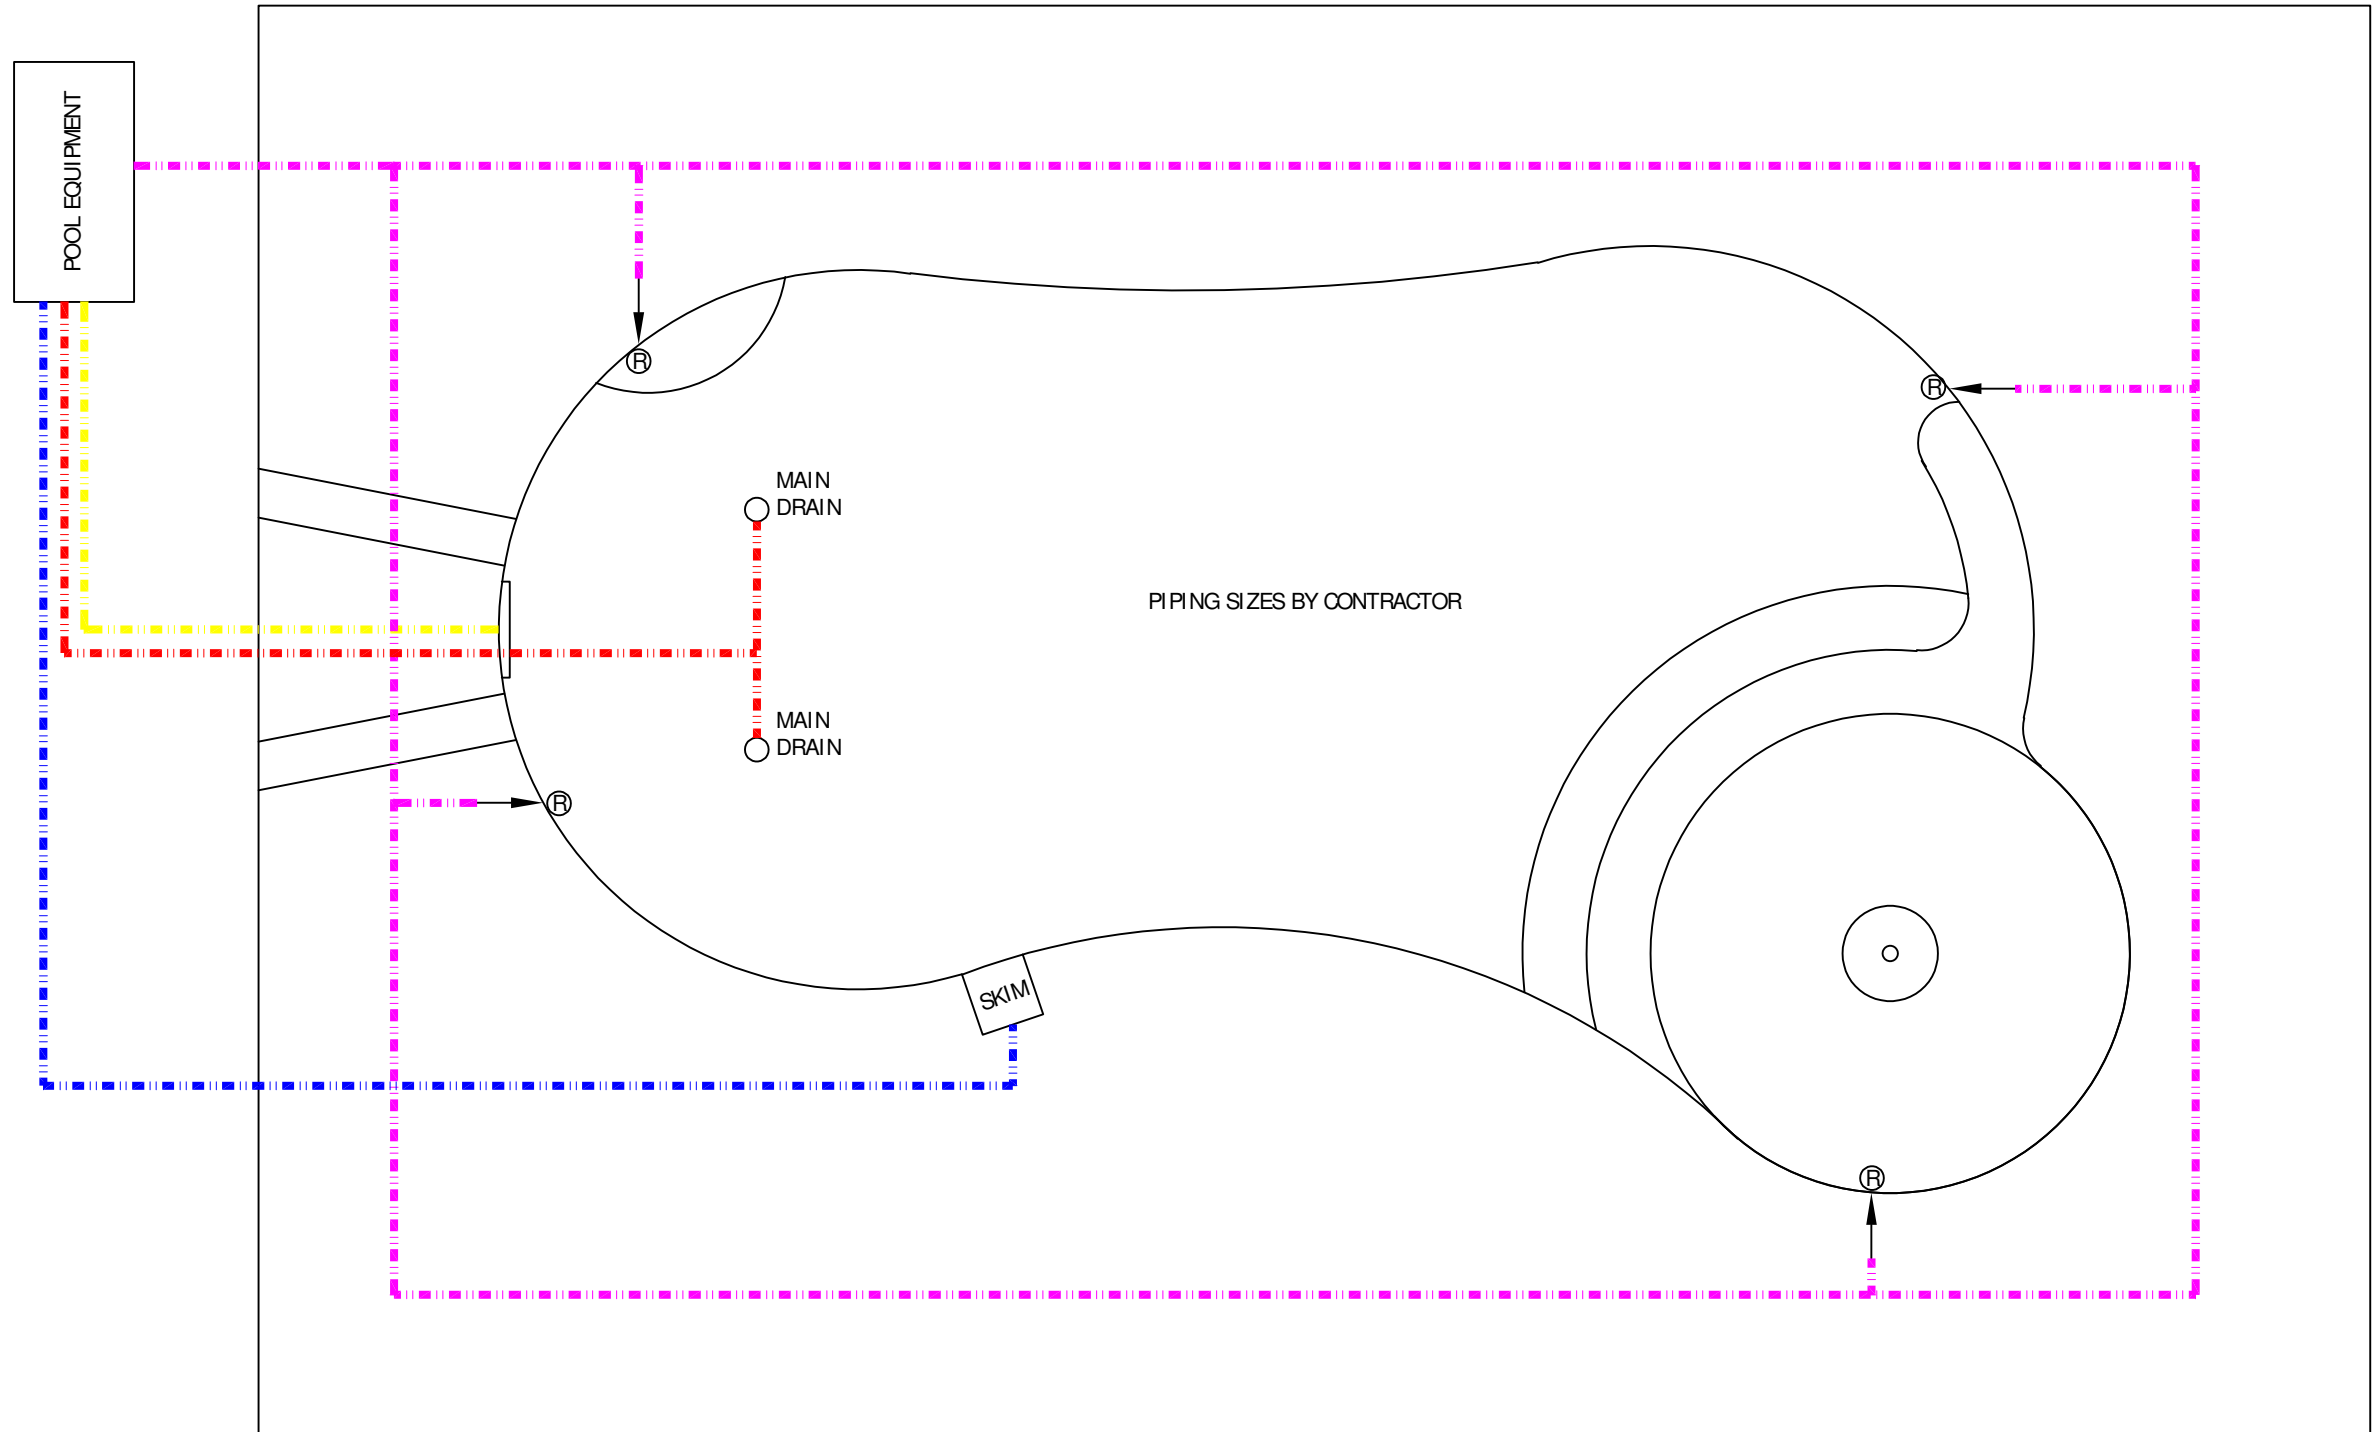 POOL EQUIPMENT
R
R
MAIN
DRAIN
PIPING SIZES BY CONTRACTOR
MAIN
DRAIN
R
SKIM
R